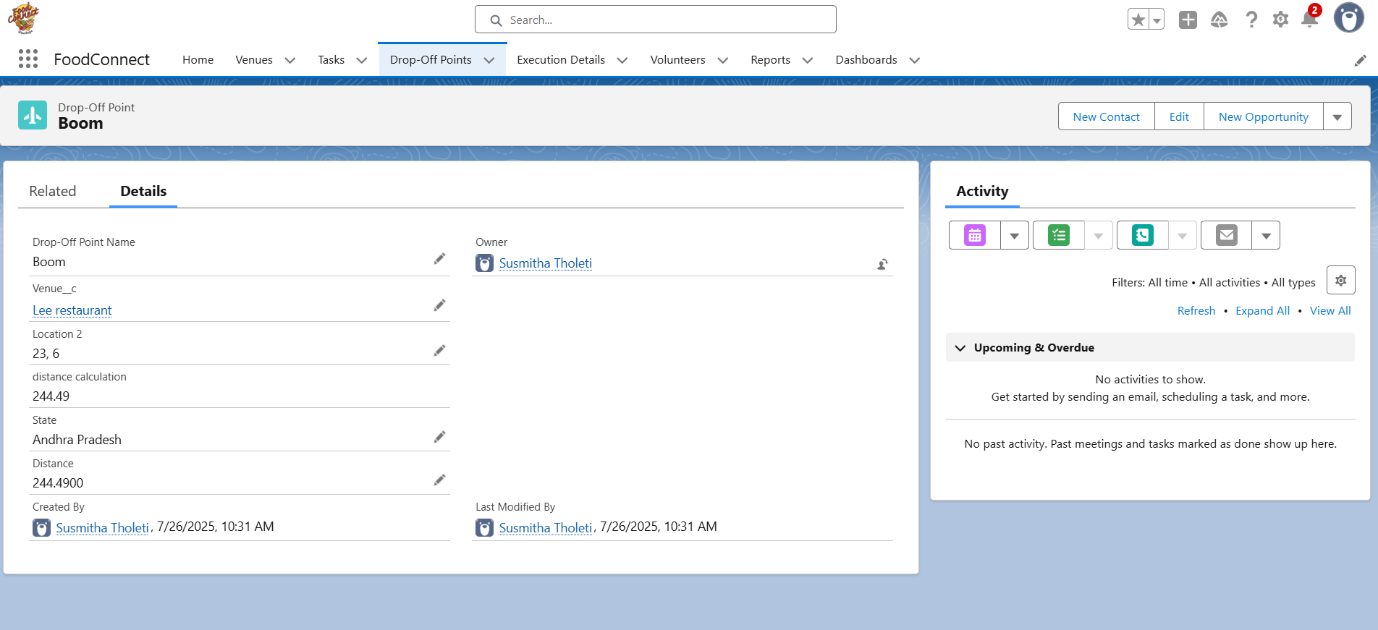 Food Connect
Search...
2
FoodConnect
Home Venues Tasks Drop-Off Points Execution Details Volunteers Reports Dashboards
Drop-Off Point
Boom
New Contact Edit New Opportunity
Related Details
Activity
Drop-Off Point Name
Boom
Owner
Susmitha Tholeti
Venue__c
Lee restaurant
Location 2
23, 6
distance calculation
244.49
State
Andhra Pradesh
Distance
244.4900
Created By
Susmitha Tholeti, 7/26/2025, 10:31 AM
Last Modified By
Susmitha Tholeti, 7/26/2025, 10:31 AM
Filters: All time • All activities • All types
Refresh • Expand All • View All
Upcoming & Overdue
No activities to show.
Get started by sending an email, scheduling a task, and more.
No past activity. Past meetings and tasks marked as done show up here.